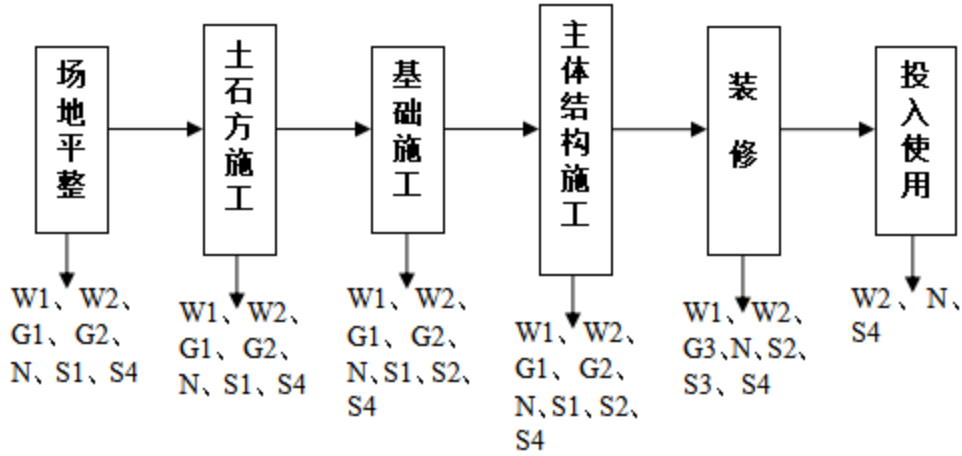 场地平整
土石方施工
基础施工
主体结构施工
装修
投入使用
W1、W2、
G1、G2、
N、S1、S4
W1、W2、
G1、G2、
N、S1、S4
W1、W2、
G1、G2、
N、S1、S2、
S4
W1、W2、
G1、G2、
N、S1、S2、
S4
W1、W2、
G3、N、S2、
S3、S4
W2、N、
S4